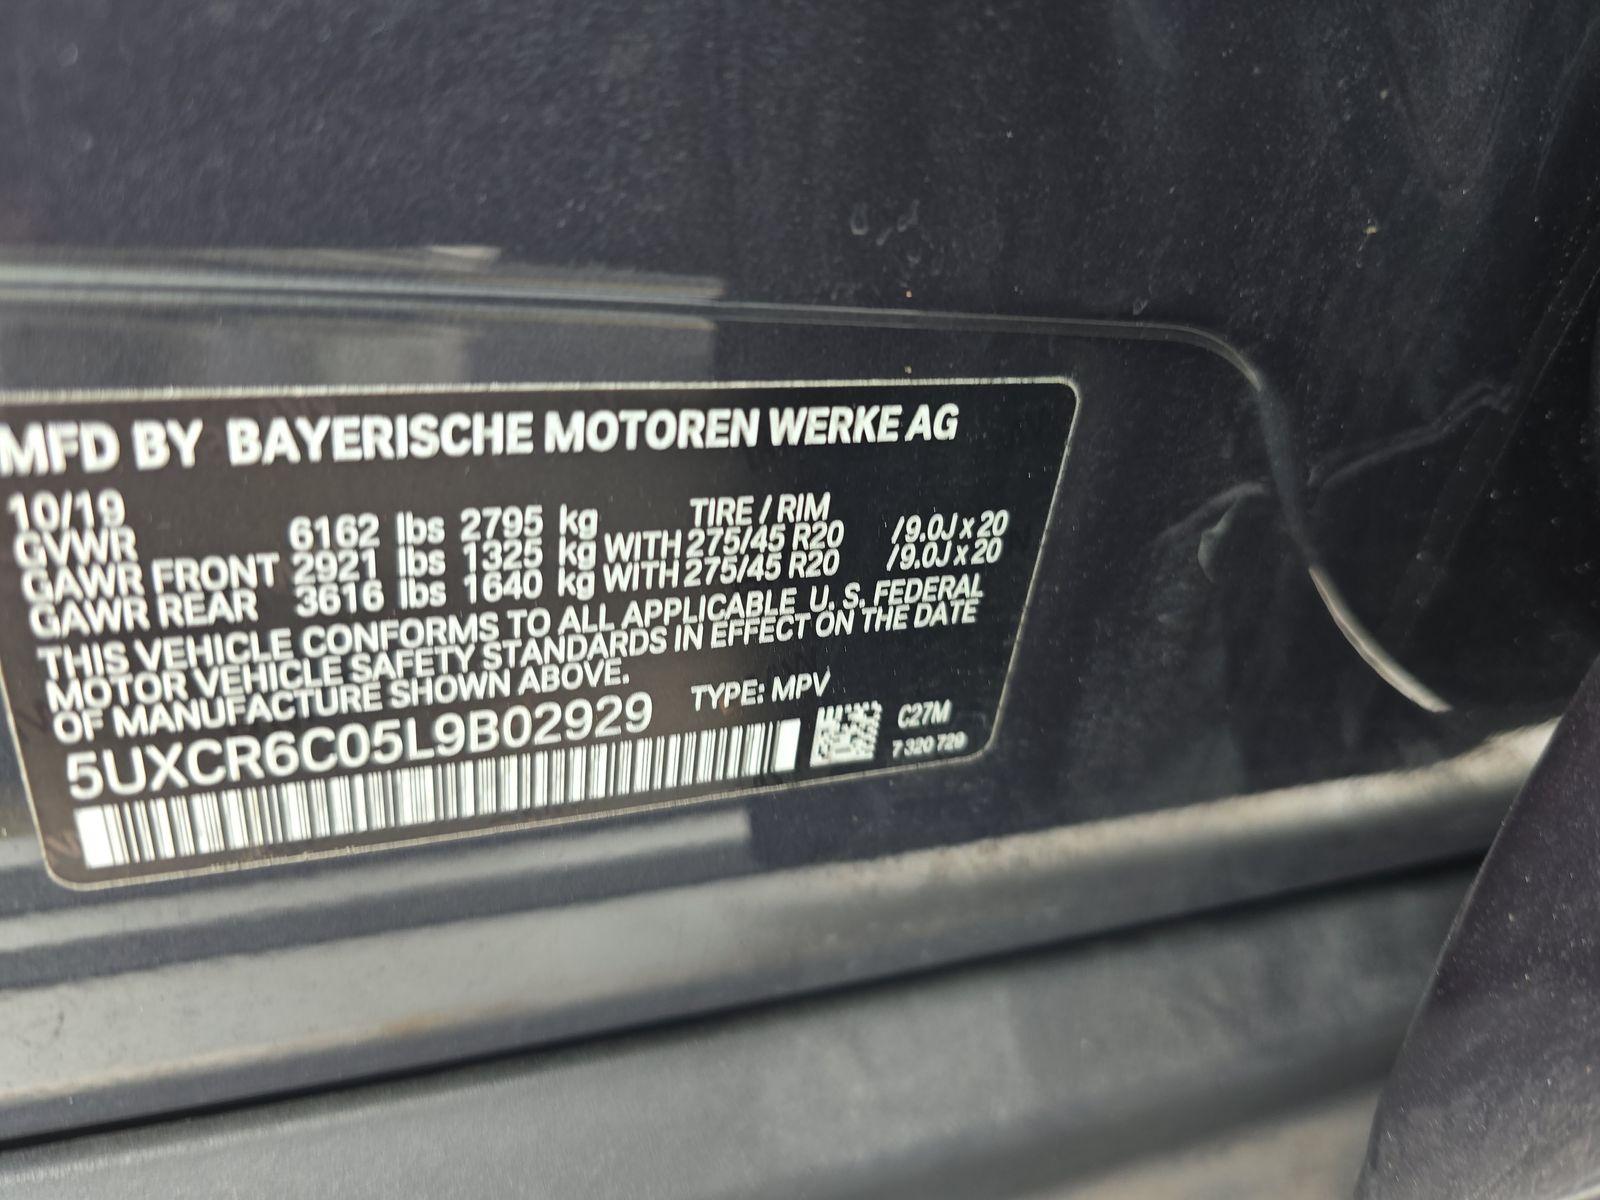 MFD BY BAYERISCHE MOTOREN WERKE AG
10/19 TIRE / RIM
GVWR 6162 lbs 2795 kg
GAWR FRONT 2921 lbs 1325 kg WITH 275/45 R20 /9.0J x 20
GAWR REAR 3616 lbs 1640 kg WITH 275/45 R20 /9.0J x 20
THIS VEHICLE CONFORMS TO ALL APPLICABLE U. S. FEDERAL
MOTOR VEHICLE SAFETY STANDARDS IN EFFECT ON THE DATE
OF MANUFACTURE SHOWN ABOVE.
5UXCR6C05L9B02929 TYPE: MPV
C27M
7 320 729